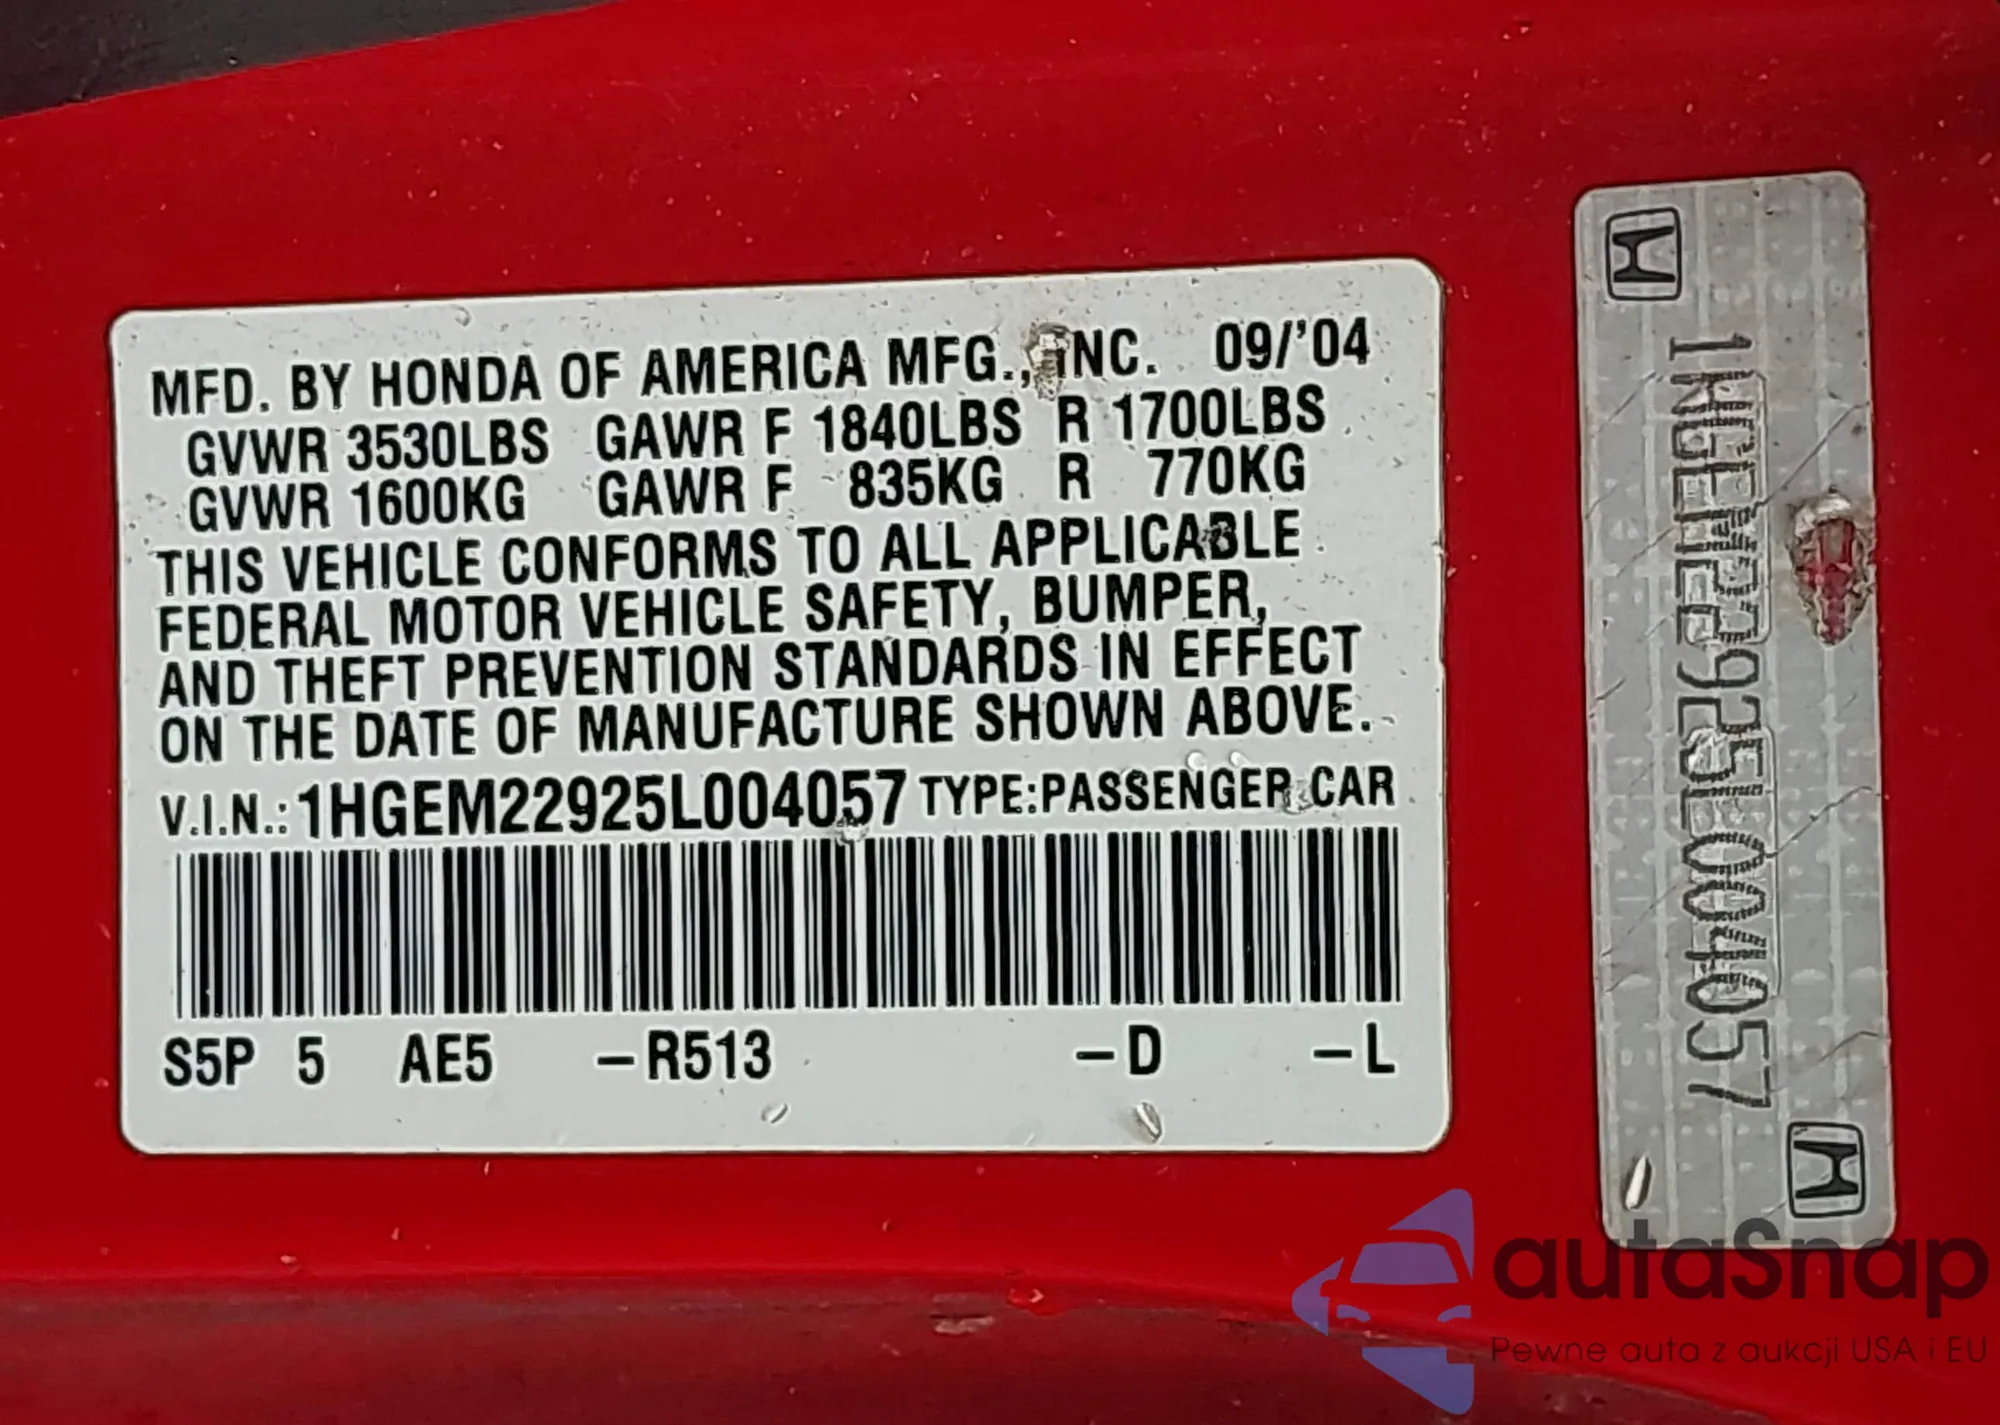 MFD. BY HONDA OF AMERICA MFG., INC. 09/'04
GVWR 3530LBS GAWR F 1840LBS R 1700LBS
GVWR 1600KG GAWR F 835KG R 770KG
THIS VEHICLE CONFORMS TO ALL APPLICABLE
FEDERAL MOTOR VEHICLE SAFETY, BUMPER,
AND THEFT PREVENTION STANDARDS IN EFFECT
ON THE DATE OF MANUFACTURE SHOWN ABOVE.
V.I.N.: 1HGEM22925L004057 TYPE:PASSENGER CAR
S5P 5 AE5 –R513 –D –L
1HGEM22925L004057
autaSnap
Pewne auta z aukcji USA i EU